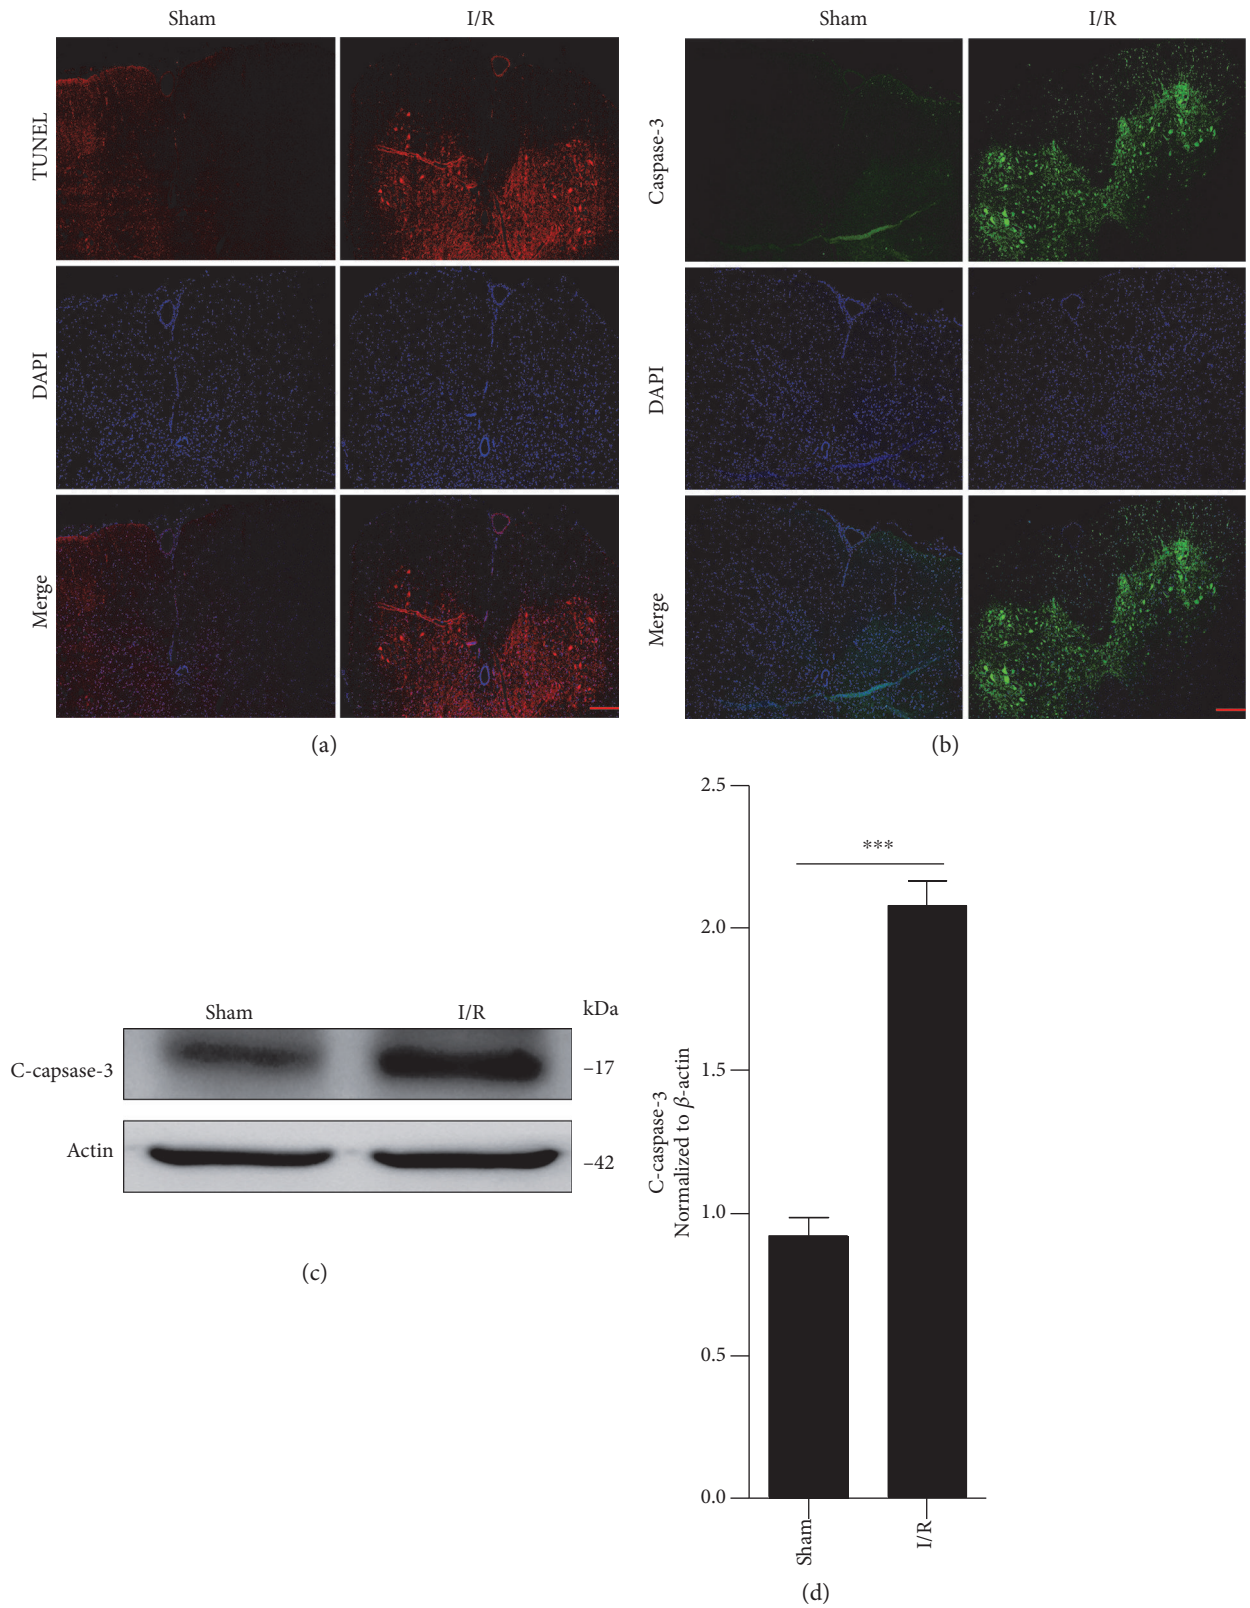 Sham I/R
TUNEL
DAPI
Merge
(a)
Sham I/R
Caspase-3
DAPI
Merge
(b)
Sham I/R kDa
C-capsase-3 –17
Actin –42
(c)
2.5
2.0
1.5
1.0
0.5
0.0
C-caspase-3
Normalized to β-actin
***
Sham
I/R
(d)